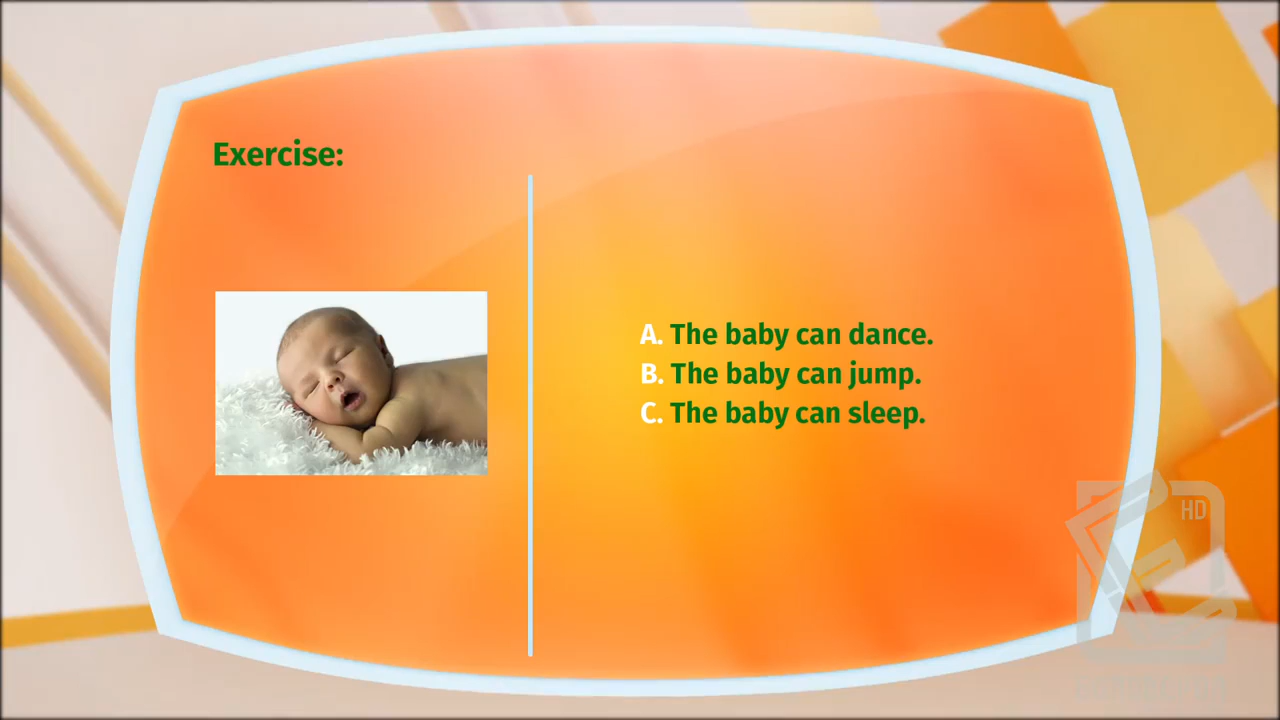 Exercise:
A. The baby can dance.
B. The baby can jump.
C. The baby can sleep.
HD